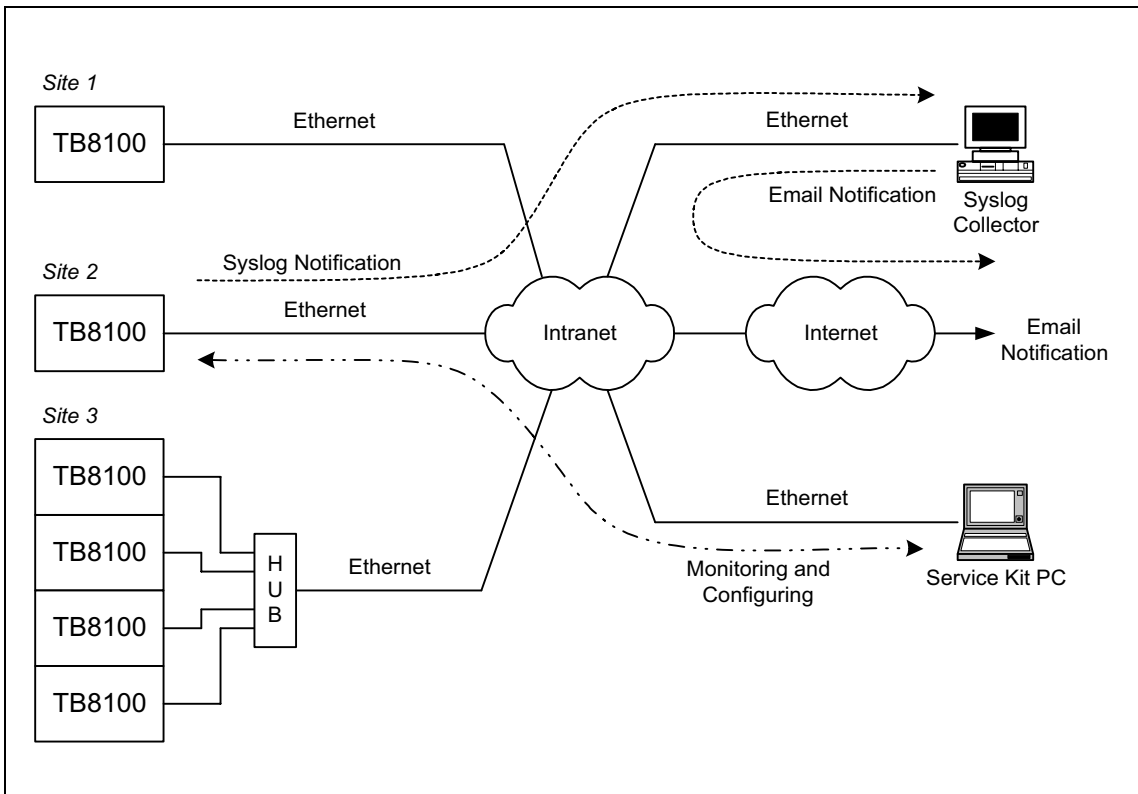 Site 1
TB8100
Ethernet
Ethernet
Syslog
Collector
Email Notification
Site 2
TB8100
Syslog Notification
Ethernet
Intranet
Internet
Email
Notification
Site 3
TB8100
TB8100
TB8100
TB8100
H
U
B
Ethernet
Ethernet
Monitoring and
Configuring
Service Kit PC